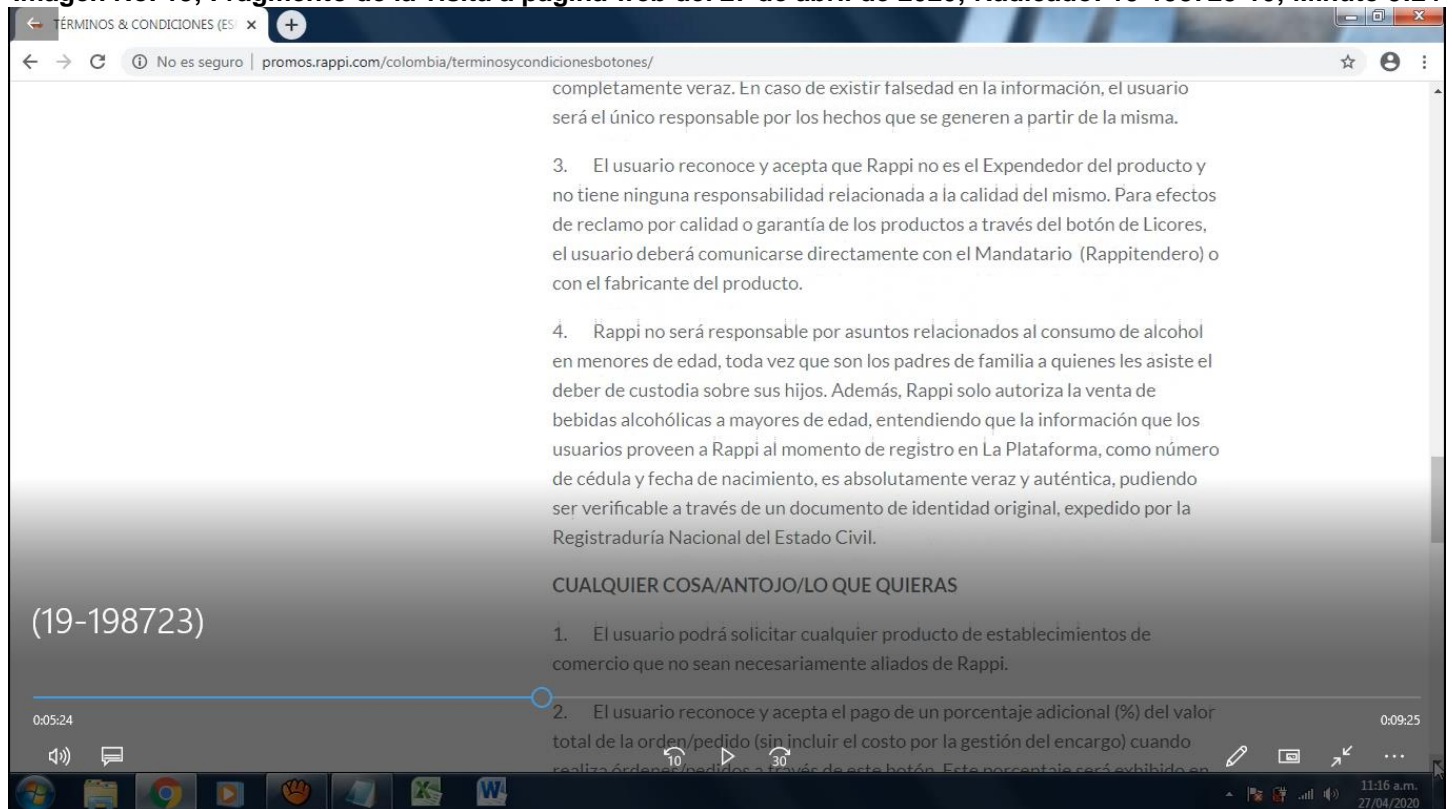 TÉRMINOS & CONDICIONES (ES
No es seguro | promos.rappi.com/colombia/terminosycondicionesbotones/
completamente veraz. En caso de existir falsedad en la información, el usuario
será el único responsable por los hechos que se generen a partir de la misma.
3. El usuario reconoce y acepta que Rappi no es el Expendedor del producto y
no tiene ninguna responsabilidad relacionada a la calidad del mismo. Para efectos
de reclamo por calidad o garantía de los productos a través del botón de Licores,
el usuario deberá comunicarse directamente con el Mandatario (Rappitendero) o
con el fabricante del producto.
4. Rappi no será responsable por asuntos relacionados al consumo de alcohol
en menores de edad, toda vez que son los padres de familia a quienes les asiste el
deber de custodia sobre sus hijos. Además, Rappi solo autoriza la venta de
bebidas alcohólicas a mayores de edad, entendiendo que la información que los
usuarios proveen a Rappi al momento de registro en La Plataforma, como número
de cédula y fecha de nacimiento, es absolutamente veraz y auténtica, pudiendo
ser verificable a través de un documento de identidad original, expedido por la
Registraduría Nacional del Estado Civil.
CUALQUIER COSA/ANTOJO/LO QUE QUIERAS
(19-198723)
1. El usuario podrá solicitar cualquier producto de establecimientos de
comercio que no sean necesariamente aliados de Rappi.
2. El usuario reconoce y acepta el pago de un porcentaje adicional (%) del valor
0:05:24
0:09:25
total de la orden/pedido (sin incluir el costo por la gestión del encargo) cuando
realiza órdenes/pedidos a través de este botón. Este porcentaje será exhibido en
10
30
11:16 a.m.
27/04/2020